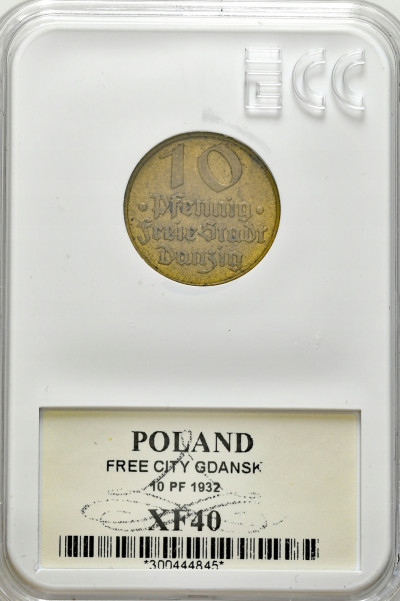 ECC
10
· Pfennig ·
Freie Stadt
Danzig
POLAND
FREE CITY GDANSK
10 PF 1932
XF40
*300444845*